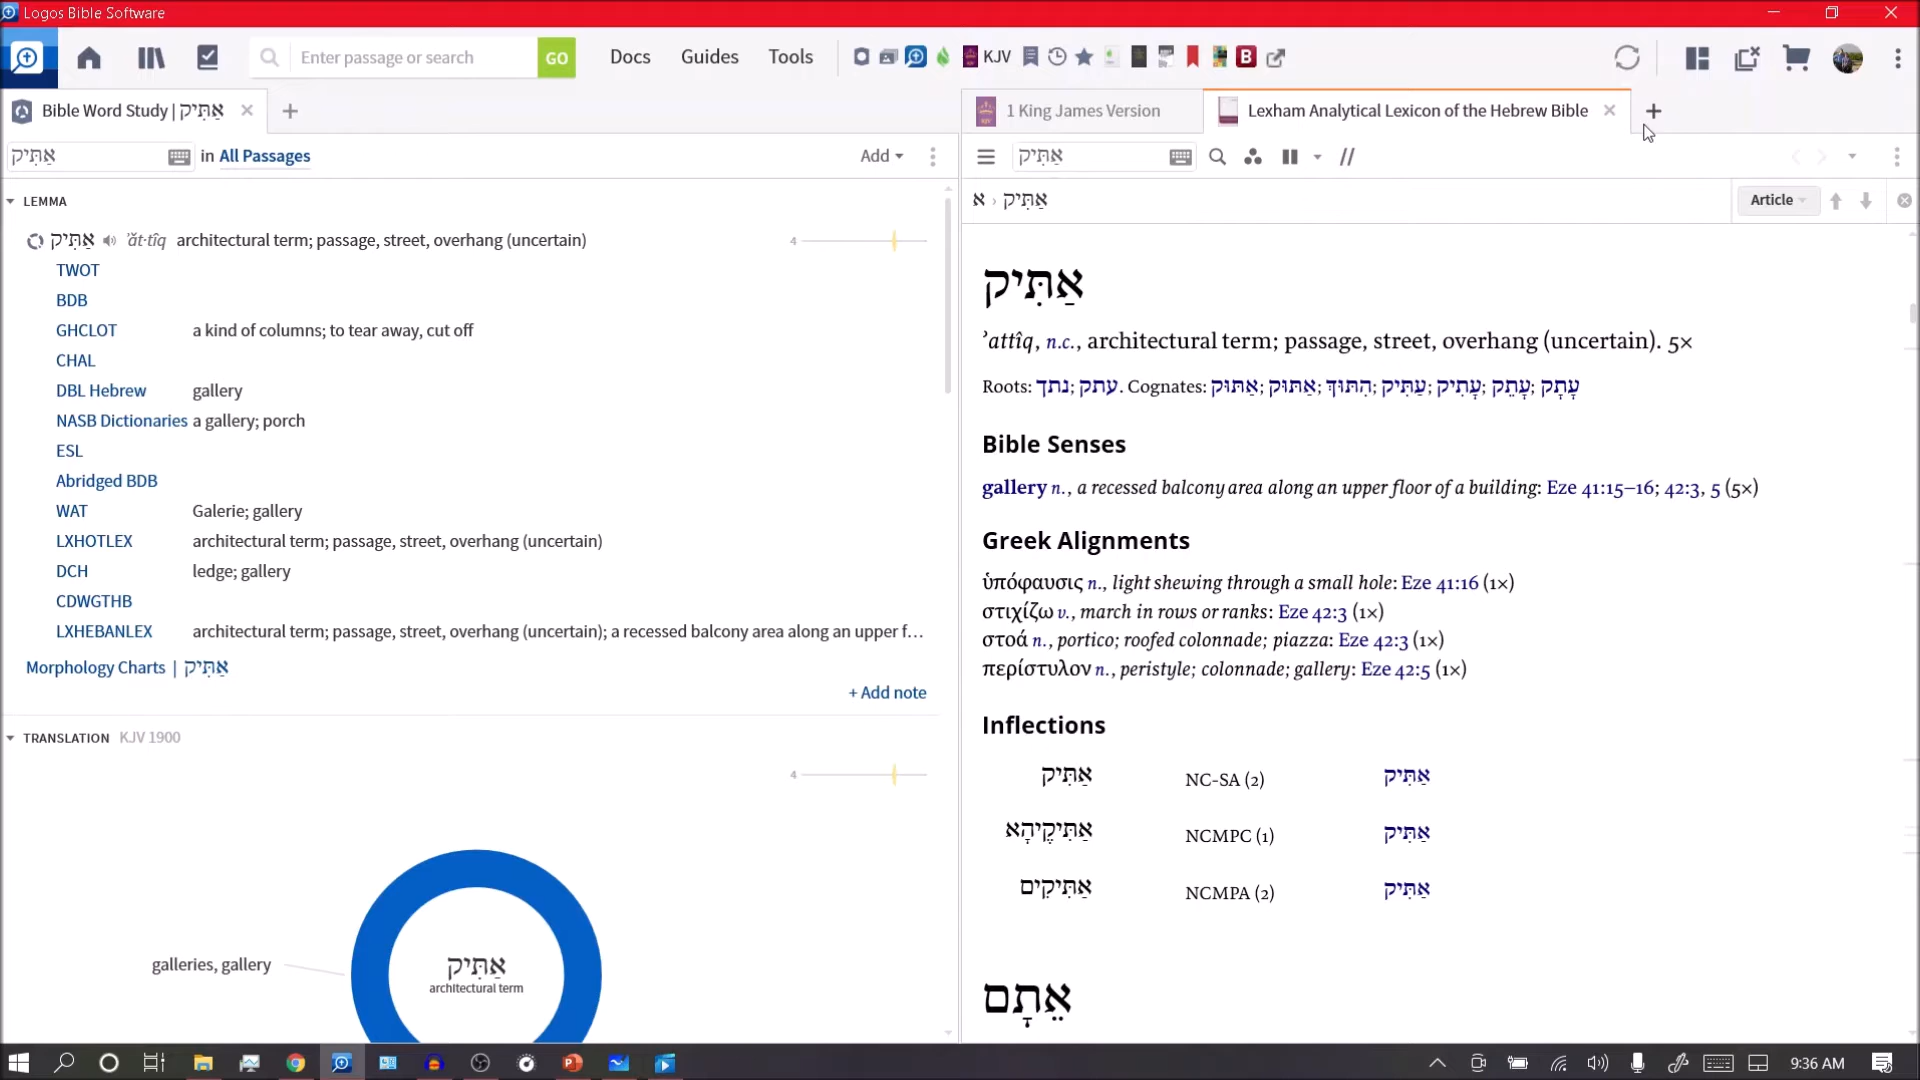 Logos Bible Software
Enter passage or search
GO
Docs
Guides
Tools
KJV
B
Bible Word Study | אַתִּיק
1 King James Version
Lexham Analytical Lexicon of the Hebrew Bible
אַתִּיק
in All Passages
Add
אַתִּיק
LEMMA
א › אַתִּיק
Article
אַתִּיק ʾǎt·tîq architectural term; passage, street, overhang (uncertain)
4
TWOT
BDB
GHCLOT a kind of columns; to tear away, cut off
CHAL
DBL Hebrew gallery
NASB Dictionaries a gallery; porch
ESL
Abridged BDB
WAT Galerie; gallery
LXHOTLEX architectural term; passage, street, overhang (uncertain)
DCH ledge; gallery
CDWGTHB
LXHEBANLEX architectural term; passage, street, overhang (uncertain); a recessed balcony area along an upper f…
Morphology Charts | אַתִּיק
+ Add note
TRANSLATION KJV 1900
4
galleries, gallery
אַתִּיק
architectural term
אַתִּיק
ʾattîq, n.c., architectural term; passage, street, overhang (uncertain). 5×
Roots: עתק; נתך. Cognates: עָתָק; עָתֵק; עָתִיק; עַתִּיק; הִתּוּךְ; אַתּוּק; אַתּוּק
Bible Senses
gallery n., a recessed balcony area along an upper floor of a building: Eze 41:15–16; 42:3, 5 (5×)
Greek Alignments
ὑπόφαυσις n., light shewing through a small hole: Eze 41:16 (1×)
στιχίζω v., march in rows or ranks: Eze 42:3 (1×)
στοά n., portico; roofed colonnade; piazza: Eze 42:3 (1×)
περίστυλον n., peristyle; colonnade; gallery: Eze 42:5 (1×)
Inflections
אַתִּיק NC-SA (2) אַתִּיק
אַתִּיקֶיהָא NCMPC (1) אַתִּיק
אַתִּיקִים NCMPA (2) אַתִּיק
אֵתָם
9:36 AM